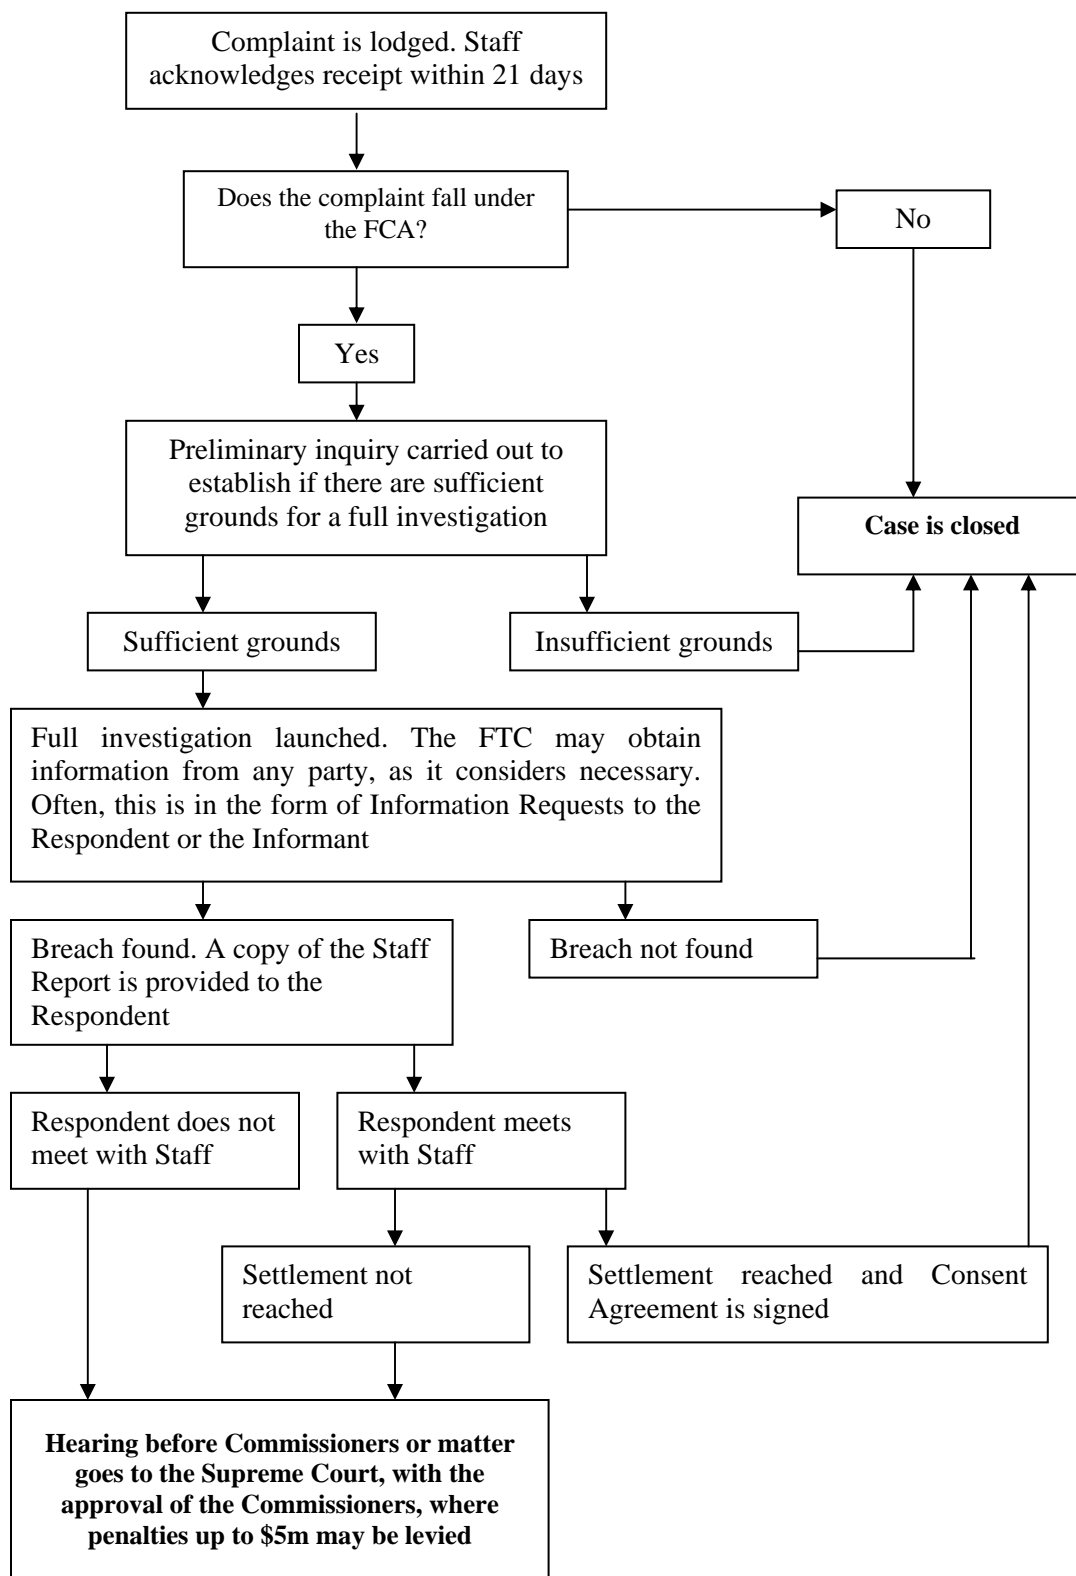 Complaint is lodged. Staff
acknowledges receipt within 21 days
Does the complaint fall under
the FCA?
No
Yes
Preliminary inquiry carried out to
establish if there are sufficient
grounds for a full investigation
Case is closed
Sufficient grounds
Insufficient grounds
Full investigation launched. The FTC may obtain
information from any party, as it considers necessary.
Often, this is in the form of Information Requests to the
Respondent or the Informant
Breach found. A copy of the Staff
Report is provided to the
Respondent
Breach not found
Respondent does not
meet with Staff
Respondent meets
with Staff
Settlement not
reached
Settlement reached and Consent
Agreement is signed
Hearing before Commissioners or matter
goes to the Supreme Court, with the
approval of the Commissioners, where
penalties up to $5m may be levied